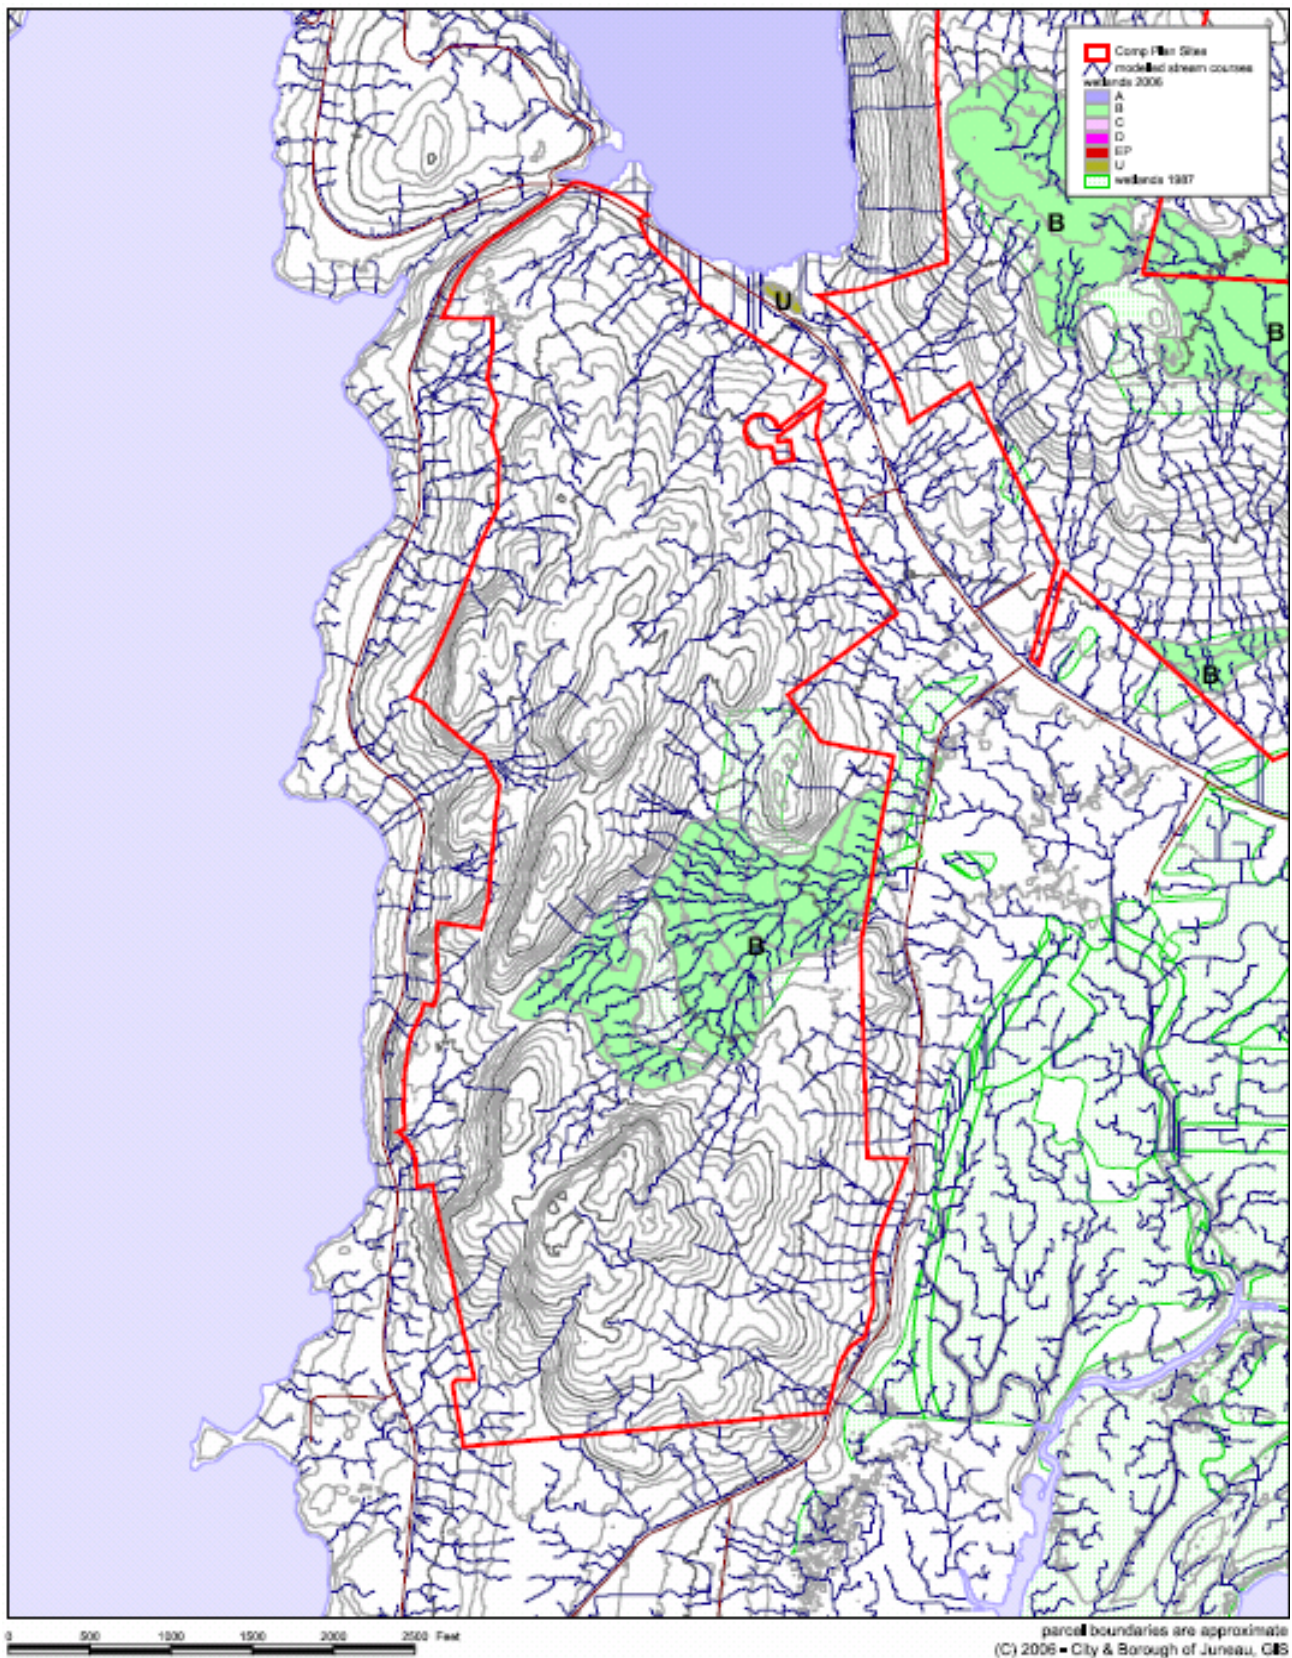 Comp Plan Sites
modelled stream courses
wetlands 2006
A
B
C
D
EP
U
wetlands 1987
B
B
U
B
B
0 500 1000 1500 2000 2500 Feet
parcel boundaries are approximate
(C) 2006 - City & Borough of Juneau, GIS